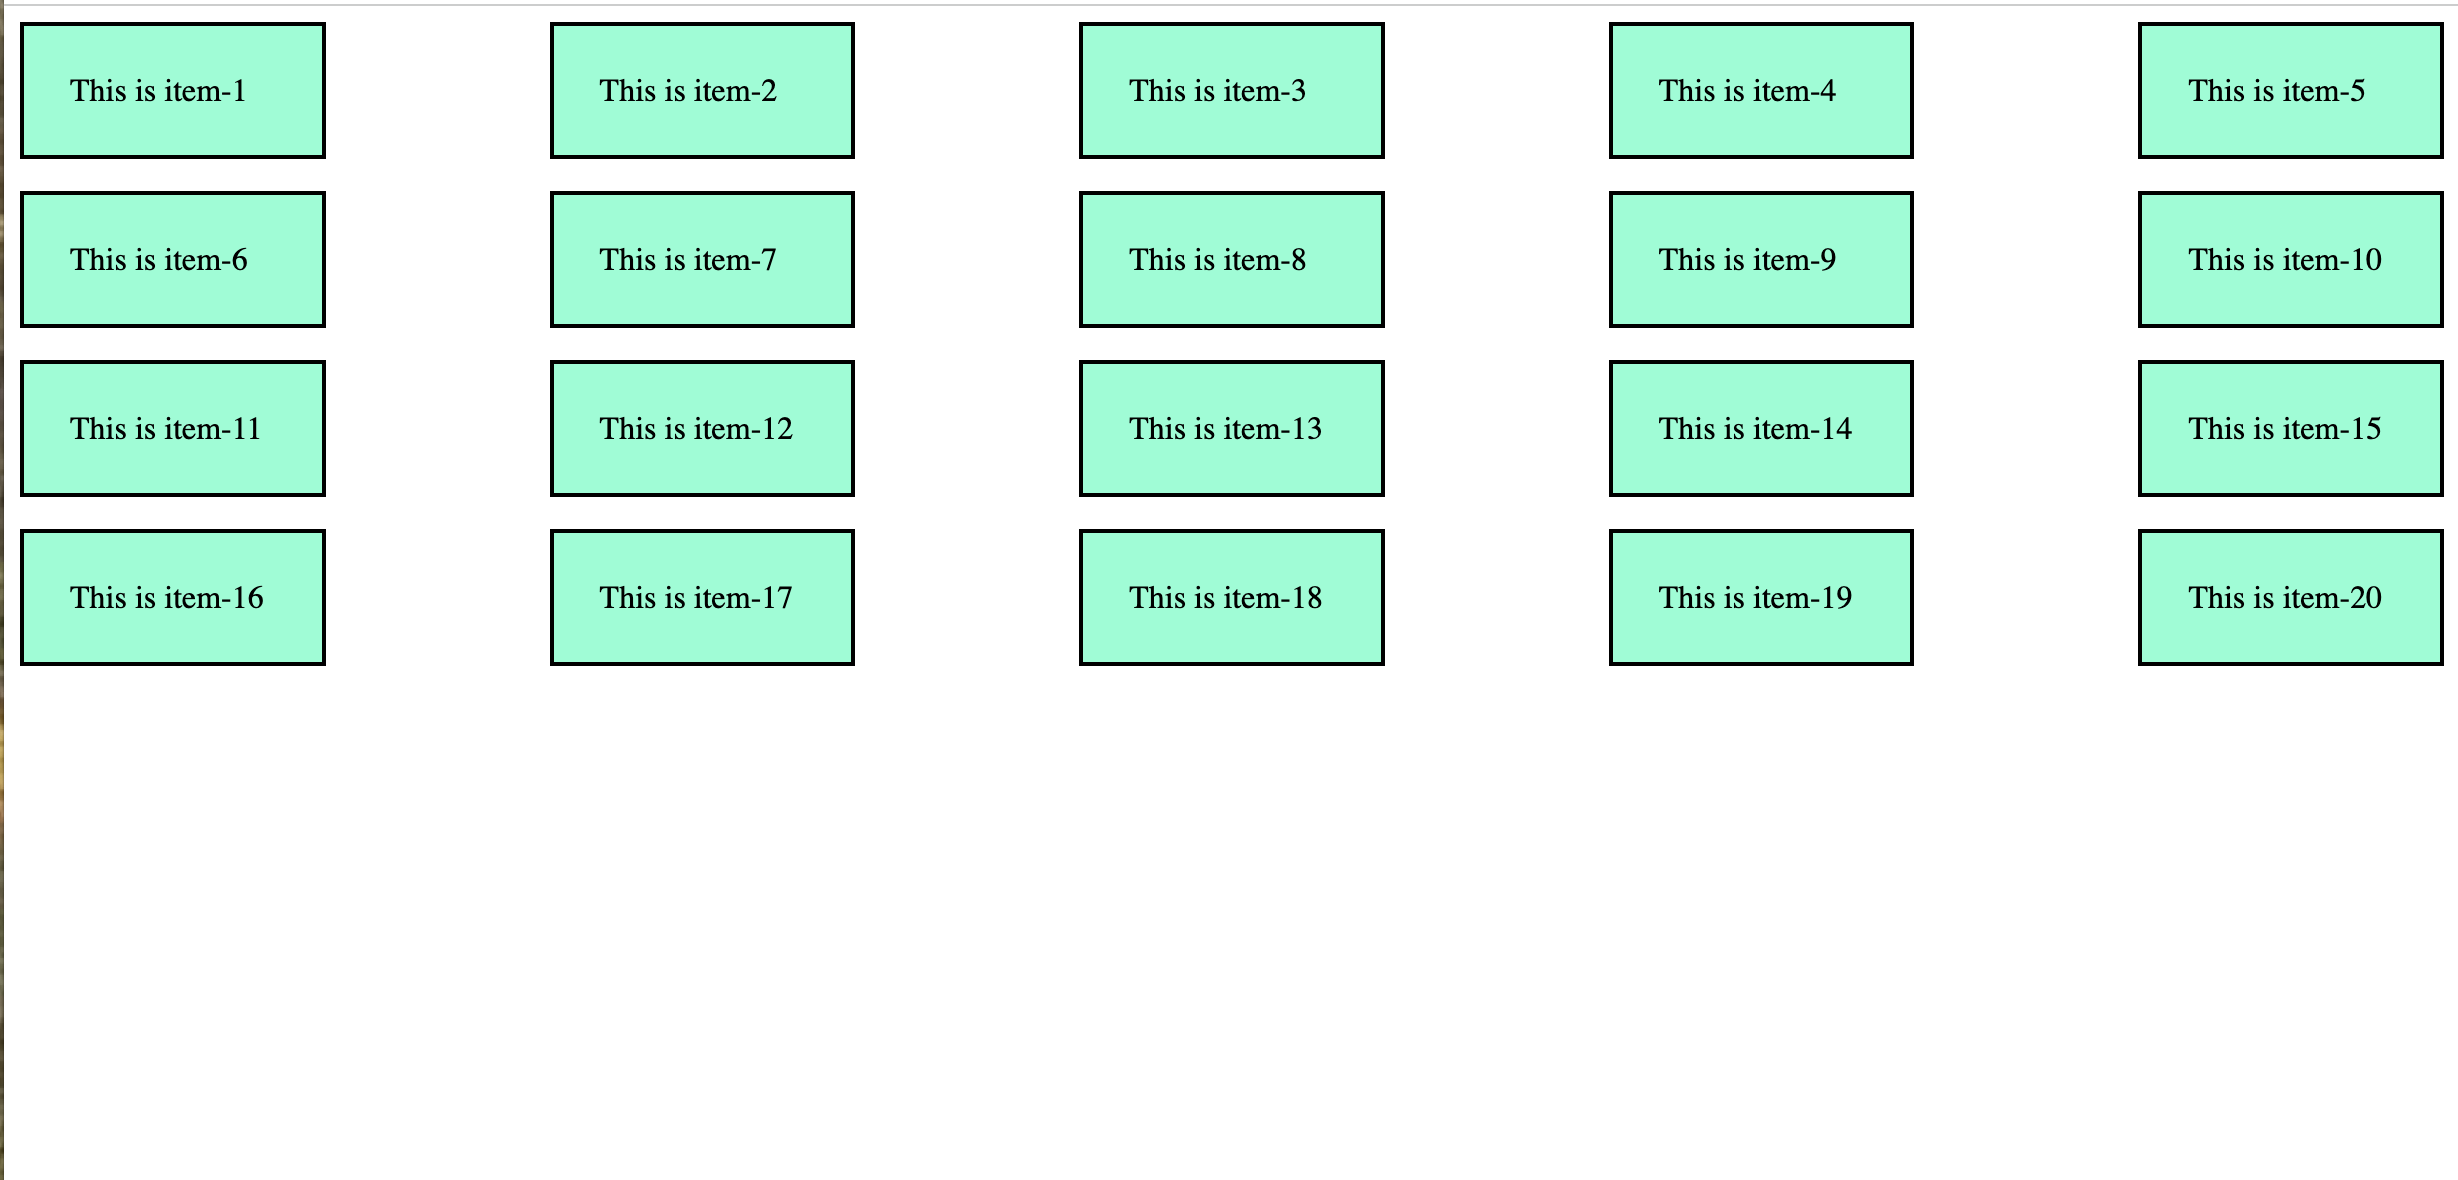 This is item-1
This is item-2
This is item-3
This is item-4
This is item-5
This is item-6
This is item-7
This is item-8
This is item-9
This is item-10
This is item-11
This is item-12
This is item-13
This is item-14
This is item-15
This is item-16
This is item-17
This is item-18
This is item-19
This is item-20